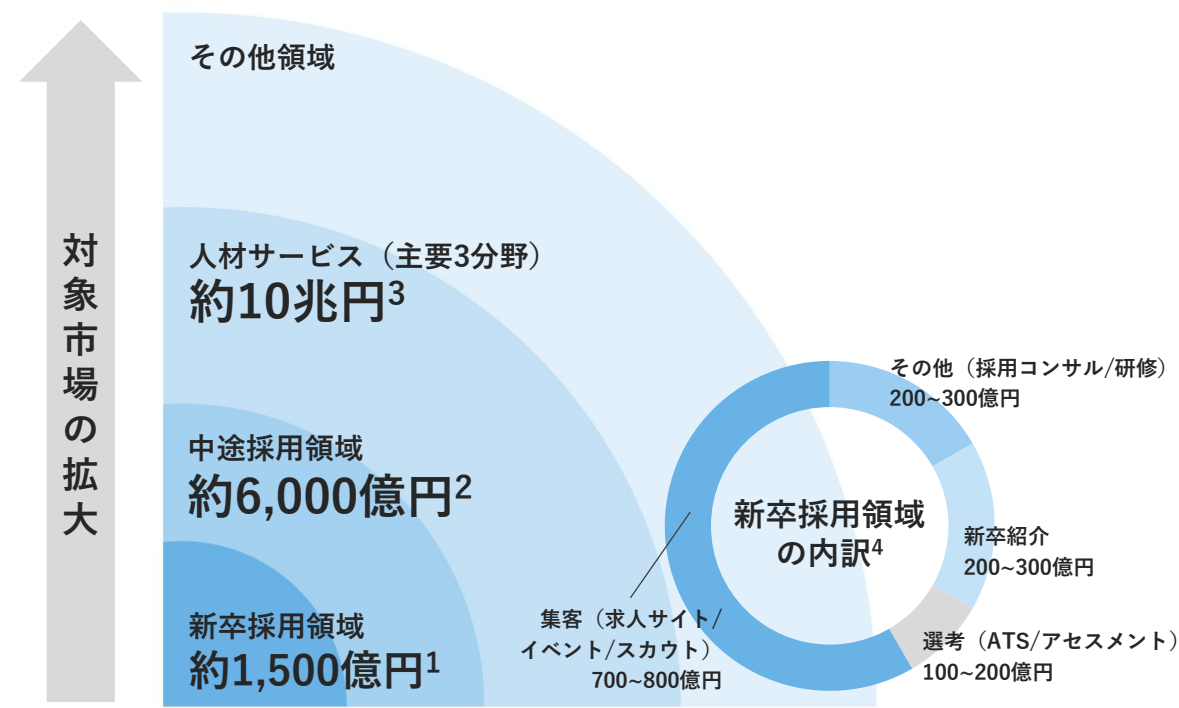 対象市場の拡大
その他領域
人材サービス（主要3分野）
約10兆円3
中途採用領域
約6,000億円2
新卒採用領域
約1,500億円1
新卒採用領域
の内訳4
その他（採用コンサル/研修）
200~300億円
新卒紹介
200~300億円
選考（ATS/アセスメント）
100~200億円
集客（求人サイト/
イベント/スカウト）
700~800億円